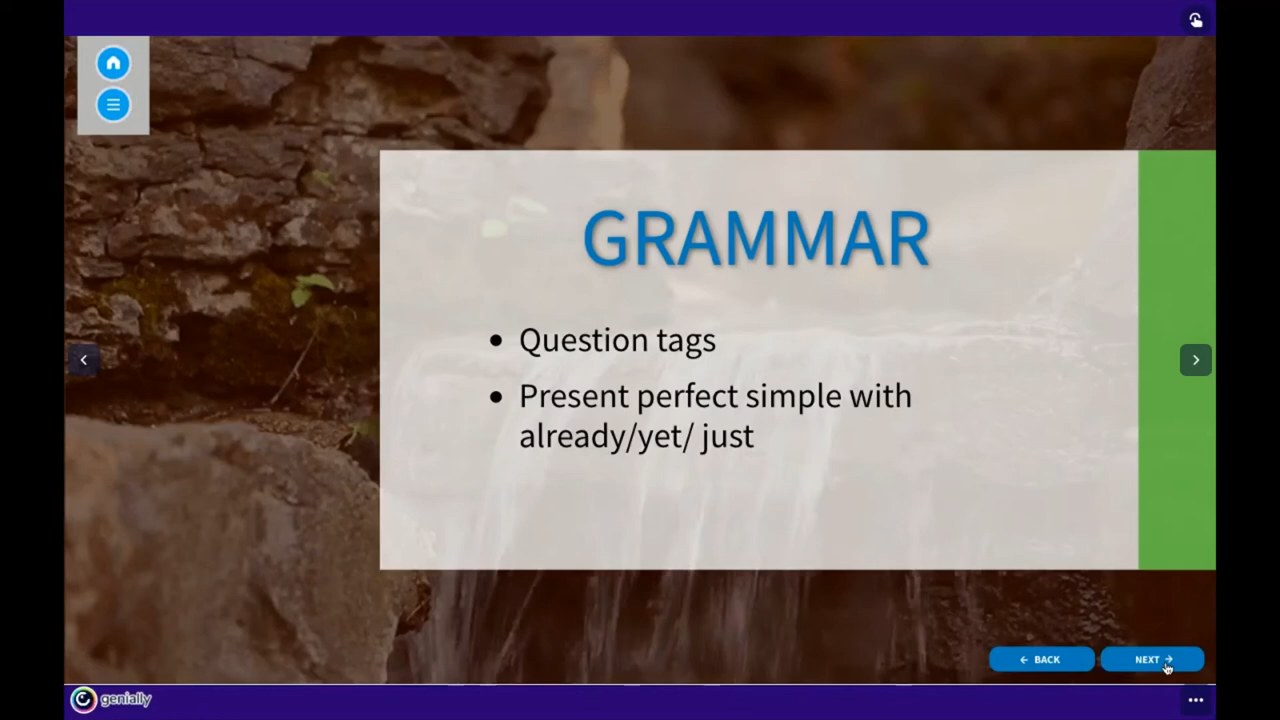 GRAMMAR
• Question tags
• Present perfect simple with
already/yet/ just
← BACK
NEXT →
genially